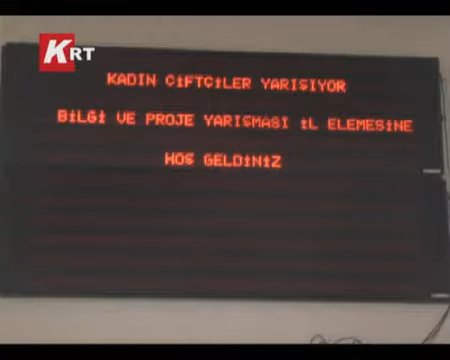 KRT
KADIN ÇİFTÇİLER YARIŞIYOR
BİLGİ VE PROJE YARIŞMASI İL ELEMESİNE
HOŞ GELDİNİZ